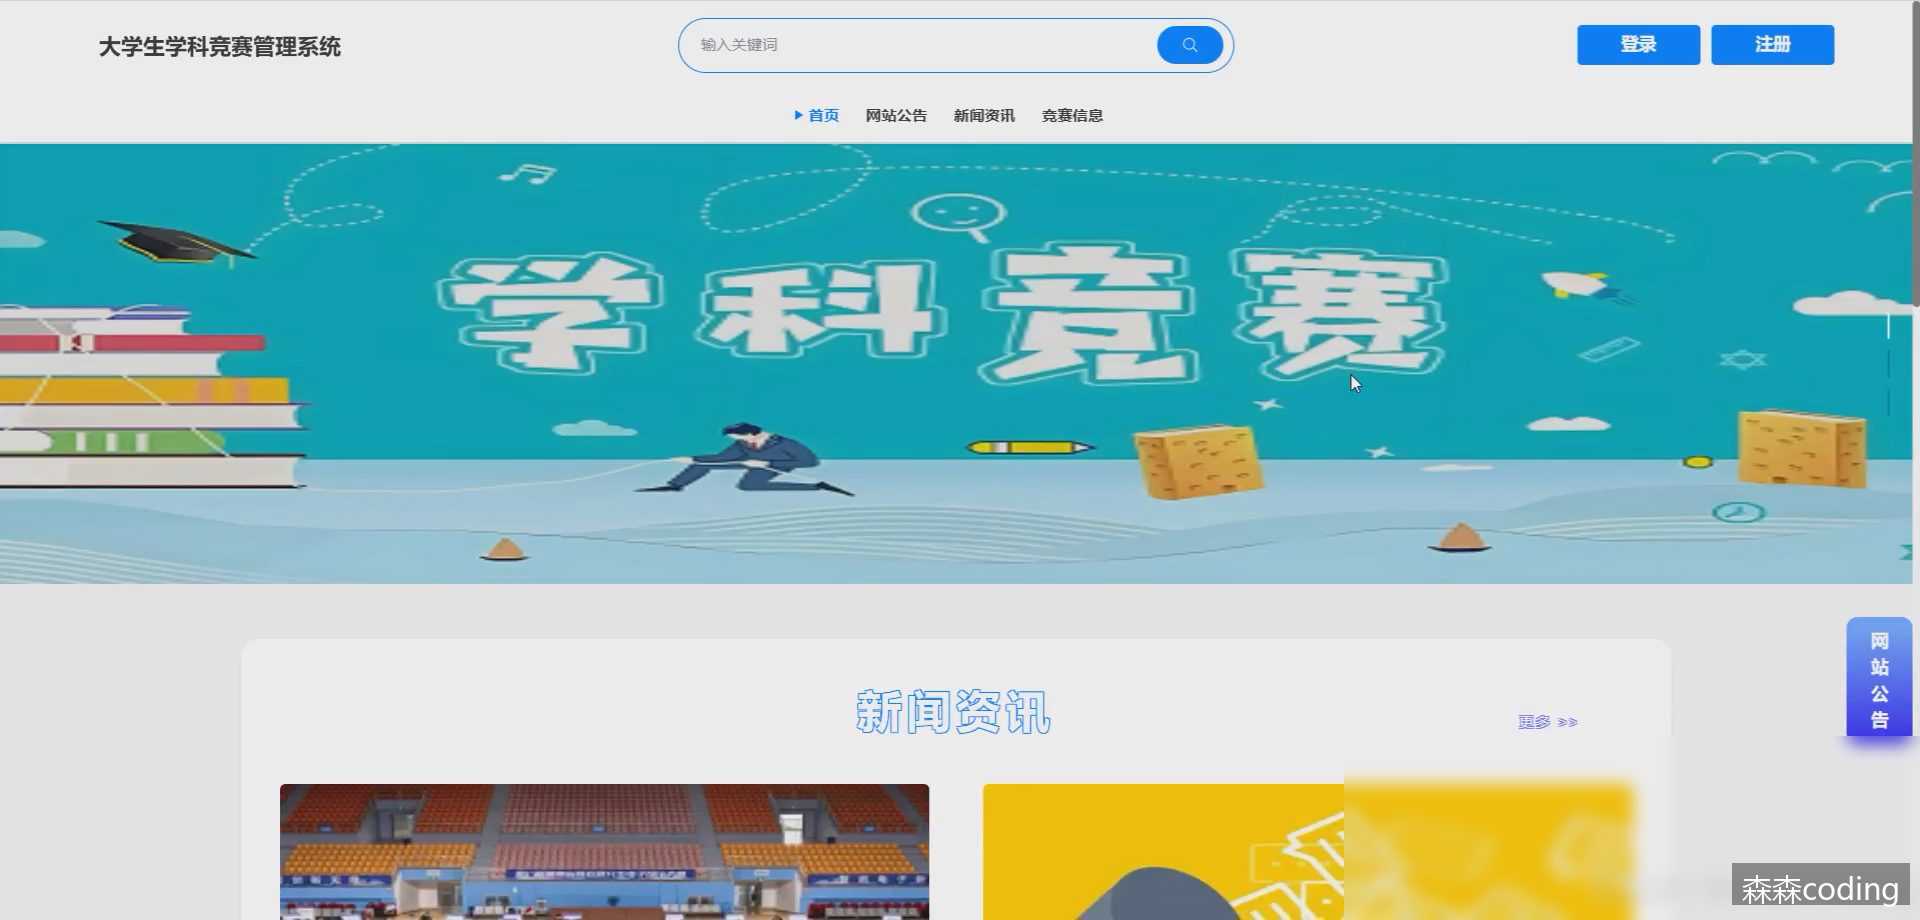 大学生学科竞赛管理系统
输入关键词
登录
注册
首页
网站公告
新闻资讯
竞赛信息
学科竞赛
网站公告
新闻资讯
更多 >>
森森coding